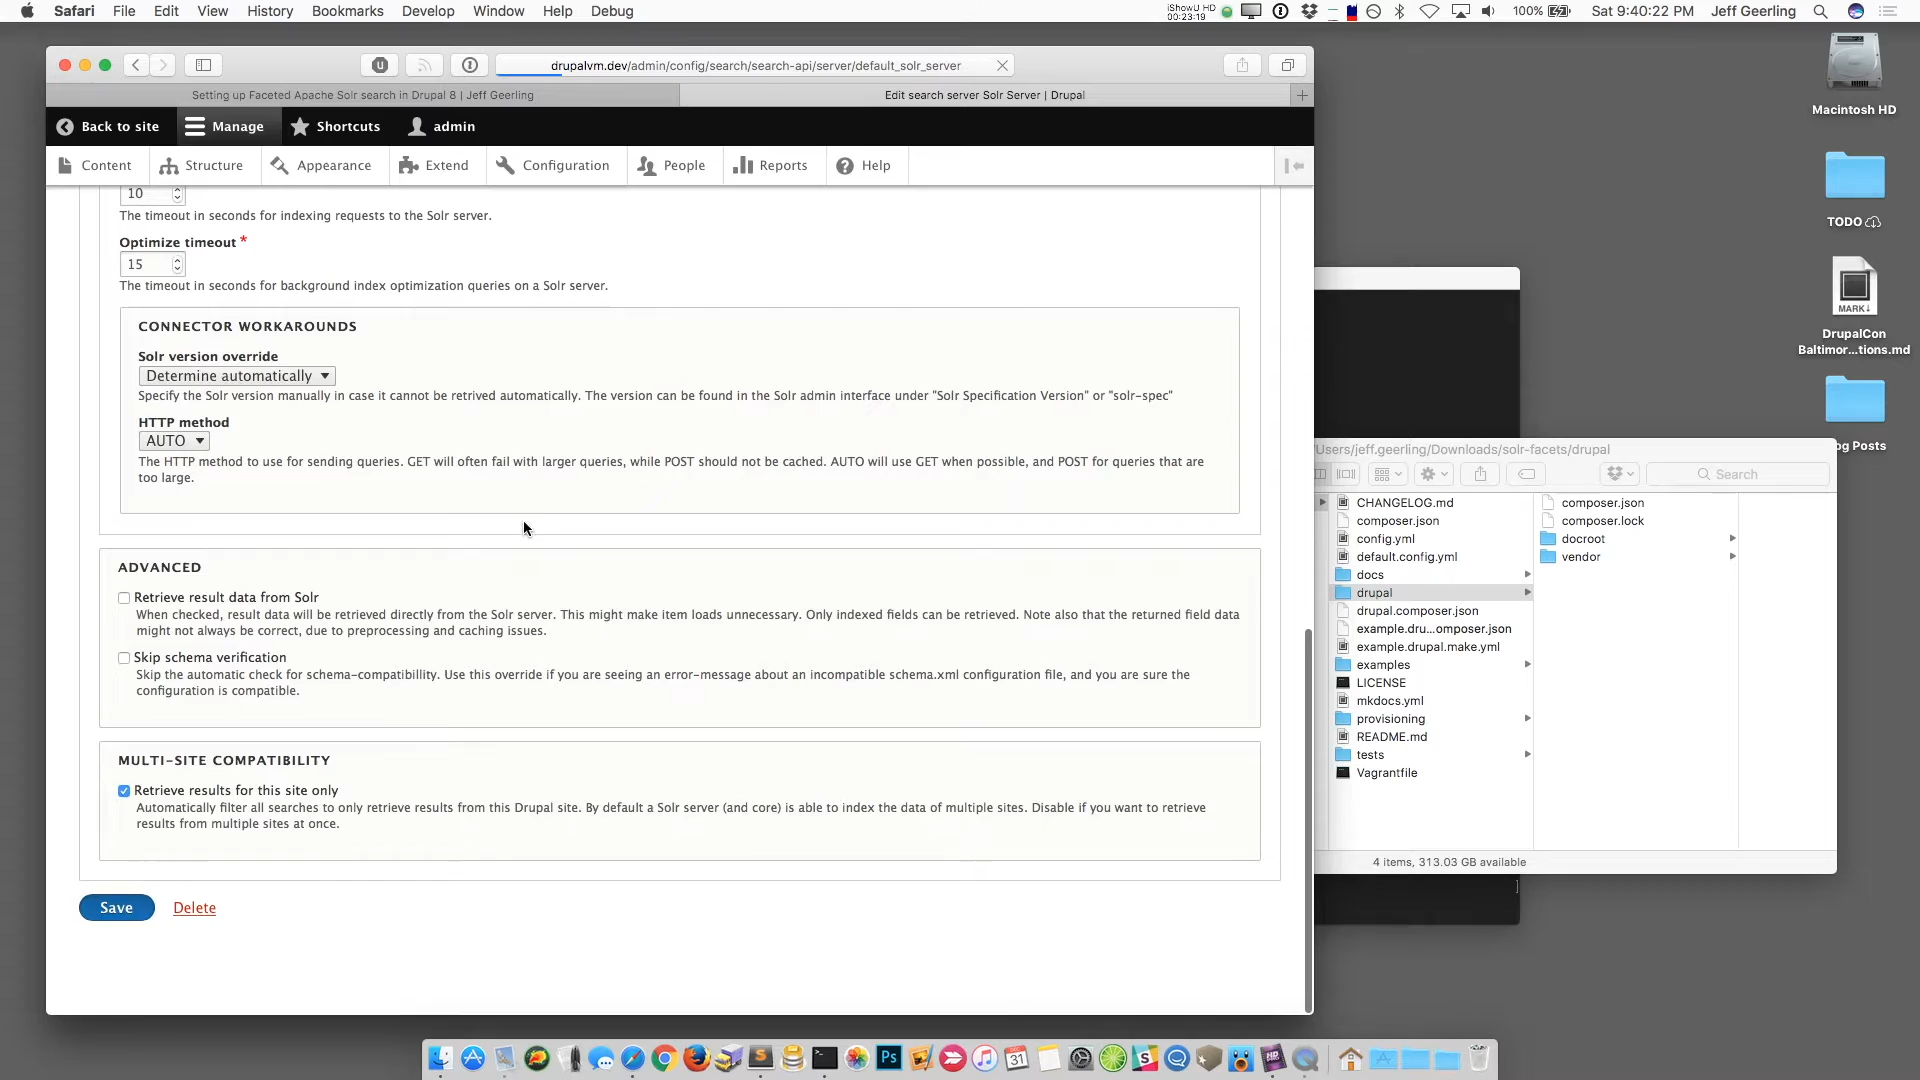 Safari File Edit View History Bookmarks Develop Window Help Debug
iShowU HD
00:23:19
100% Sat 9:40:22 PM Jeff Geerling
drupalvm.dev/admin/config/search/search-api/server/default_solr_server
Setting up Faceted Apache Solr search in Drupal 8 | Jeff Geerling
Edit search server Solr Server | Drupal
Back to site Manage Shortcuts admin
Content Structure Appearance Extend Configuration People Reports Help
10
The timeout in seconds for indexing requests to the Solr server.
Optimize timeout *
15
The timeout in seconds for background index optimization queries on a Solr server.
CONNECTOR WORKAROUNDS
Solr version override
Determine automatically
Specify the Solr version manually in case it cannot be retrived automatically. The version can be found in the Solr admin interface under "Solr Specification Version" or "solr-spec"
HTTP method
AUTO
The HTTP method to use for sending queries. GET will often fail with larger queries, while POST should not be cached. AUTO will use GET when possible, and POST for queries that are
too large.
ADVANCED
Retrieve result data from Solr
When checked, result data will be retrieved directly from the Solr server. This might make item loads unnecessary. Only indexed fields can be retrieved. Note also that the returned field data
might not always be correct, due to preprocessing and caching issues.
Skip schema verification
Skip the automatic check for schema-compatibility. Use this override if you are seeing an error-message about an incompatible schema.xml configuration file, and you are sure the
configuration is compatible.
MULTI-SITE COMPATIBILITY
Retrieve results for this site only
Automatically filter all searches to only retrieve results from this Drupal site. By default a Solr server (and core) is able to index the data of multiple sites. Disable if you want to retrieve
results from multiple sites at once.
Save Delete
Macintosh HD
TODO
MARK↓
DrupalCon
Baltimor...tions.md
og Posts
/Users/jeff.geerling/Downloads/solr-facets/drupal
Search
CHANGELOG.md
composer.json
config.yml
default.config.yml
docs
drupal
drupal.composer.json
example.dru...omposer.json
example.drupal.make.yml
examples
LICENSE
mkdocs.yml
provisioning
README.md
tests
Vagrantfile
composer.json
composer.lock
docroot
vendor
4 items, 313.03 GB available
Ps
31